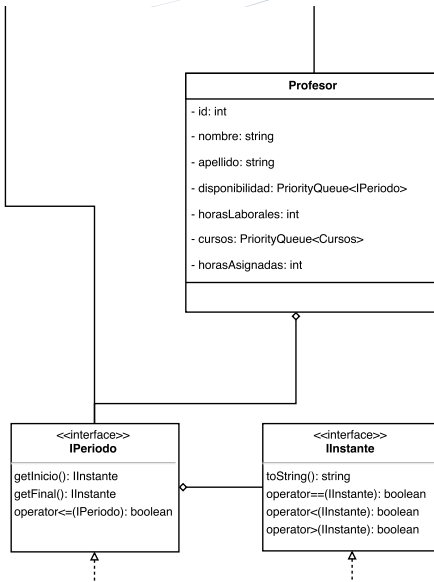 Profesor
- id: int
- nombre: string
- apellido: string
- disponibilidad: PriorityQueue<IPeriodo>
- horasLaborales: int
- cursos: PriorityQueue<Cursos>
- horasAsignadas: int
<<interface>>
IPeriodo
getInicio(): IInstante
getFinal(): IInstante
operator<=(IPeriodo): boolean
<<interface>>
IInstante
toString(): string
operator==(IInstante): boolean
operator<(IInstante): boolean
operator>(IInstante): boolean